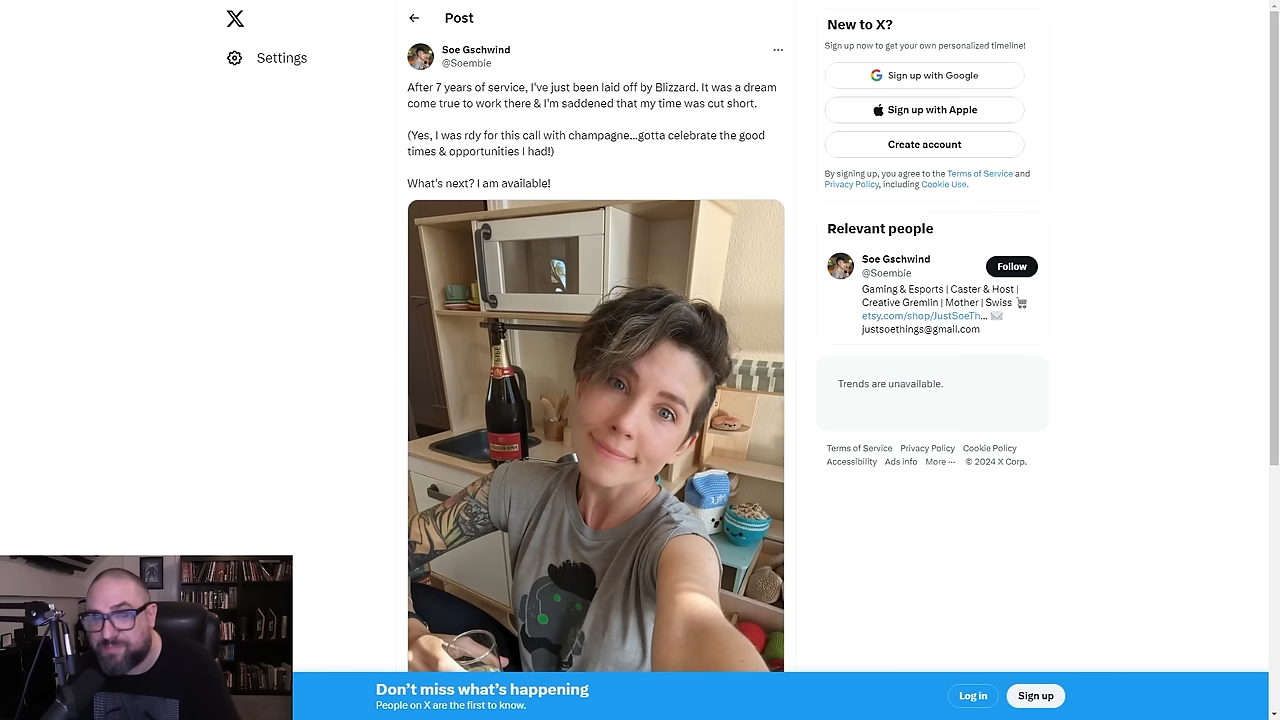 Post
Settings
Soe Gschwind
@Soembie
After 7 years of service, I've just been laid off by Blizzard. It was a dream
come true to work there & I'm saddened that my time was cut short.
(Yes, I was rdy for this call with champagne...gotta celebrate the good
times & opportunities I had!)
What's next? I am available!
New to X?
Sign up now to get your own personalized timeline!
Sign up with Google
Sign up with Apple
Create account
By signing up, you agree to the Terms of Service and
Privacy Policy, including Cookie Use.
Relevant people
Soe Gschwind
@Soembie
Follow
Gaming & Esports | Caster & Host |
Creative Gremlin | Mother | Swiss
etsy.com/shop/JustSoeTh...
justsoethings@gmail.com
Trends are unavailable.
Terms of Service Privacy Policy Cookie Policy
Accessibility Ads info More ··· © 2024 X Corp.
Don't miss what's happening
People on X are the first to know.
Log in
Sign up